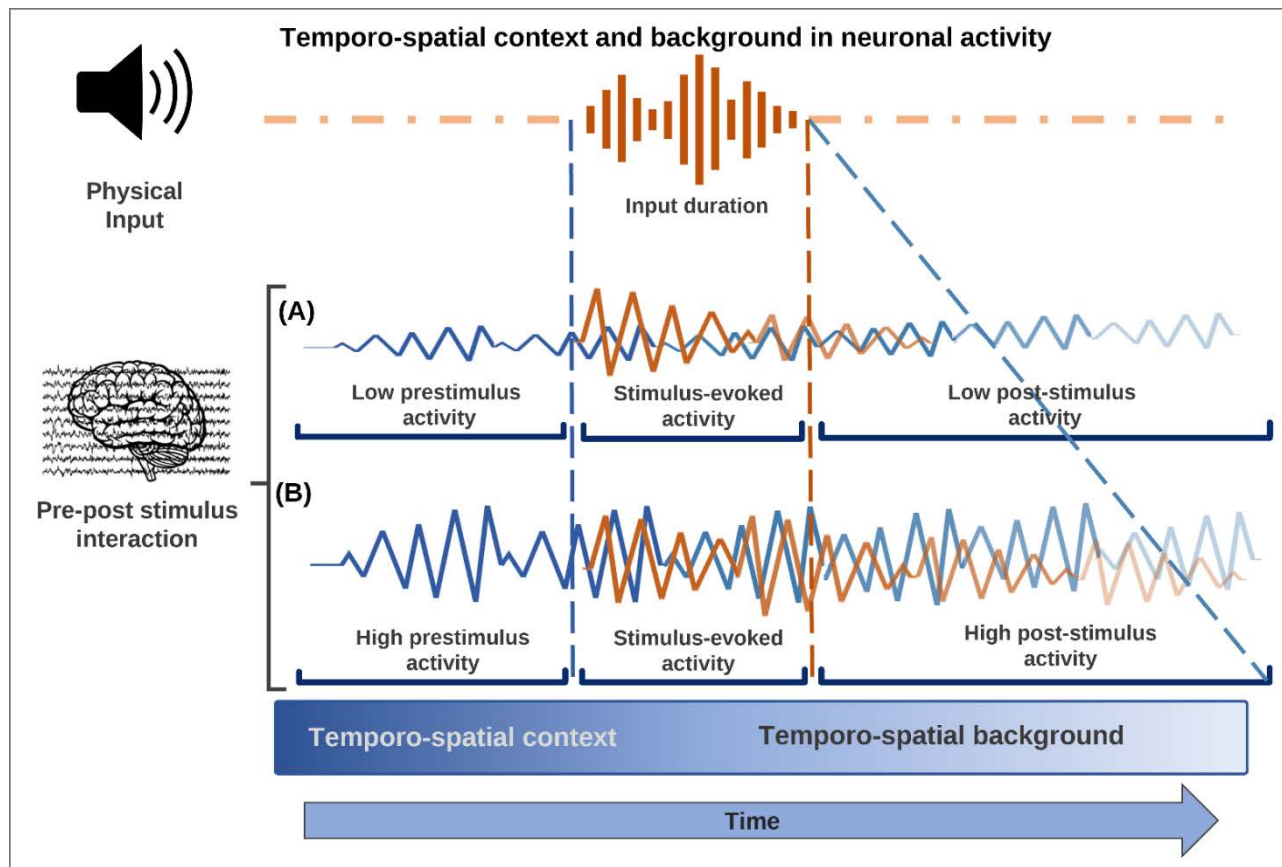 Temporo-spatial context and background in neuronal activity
Physical
Input
Input duration
(A)
Low prestimulus
activity
Stimulus-evoked
activity
Low post-stimulus
activity
Pre-post stimulus
interaction
(B)
High prestimulus
activity
Stimulus-evoked
activity
High post-stimulus
activity
Temporo-spatial context
Temporo-spatial background
Time